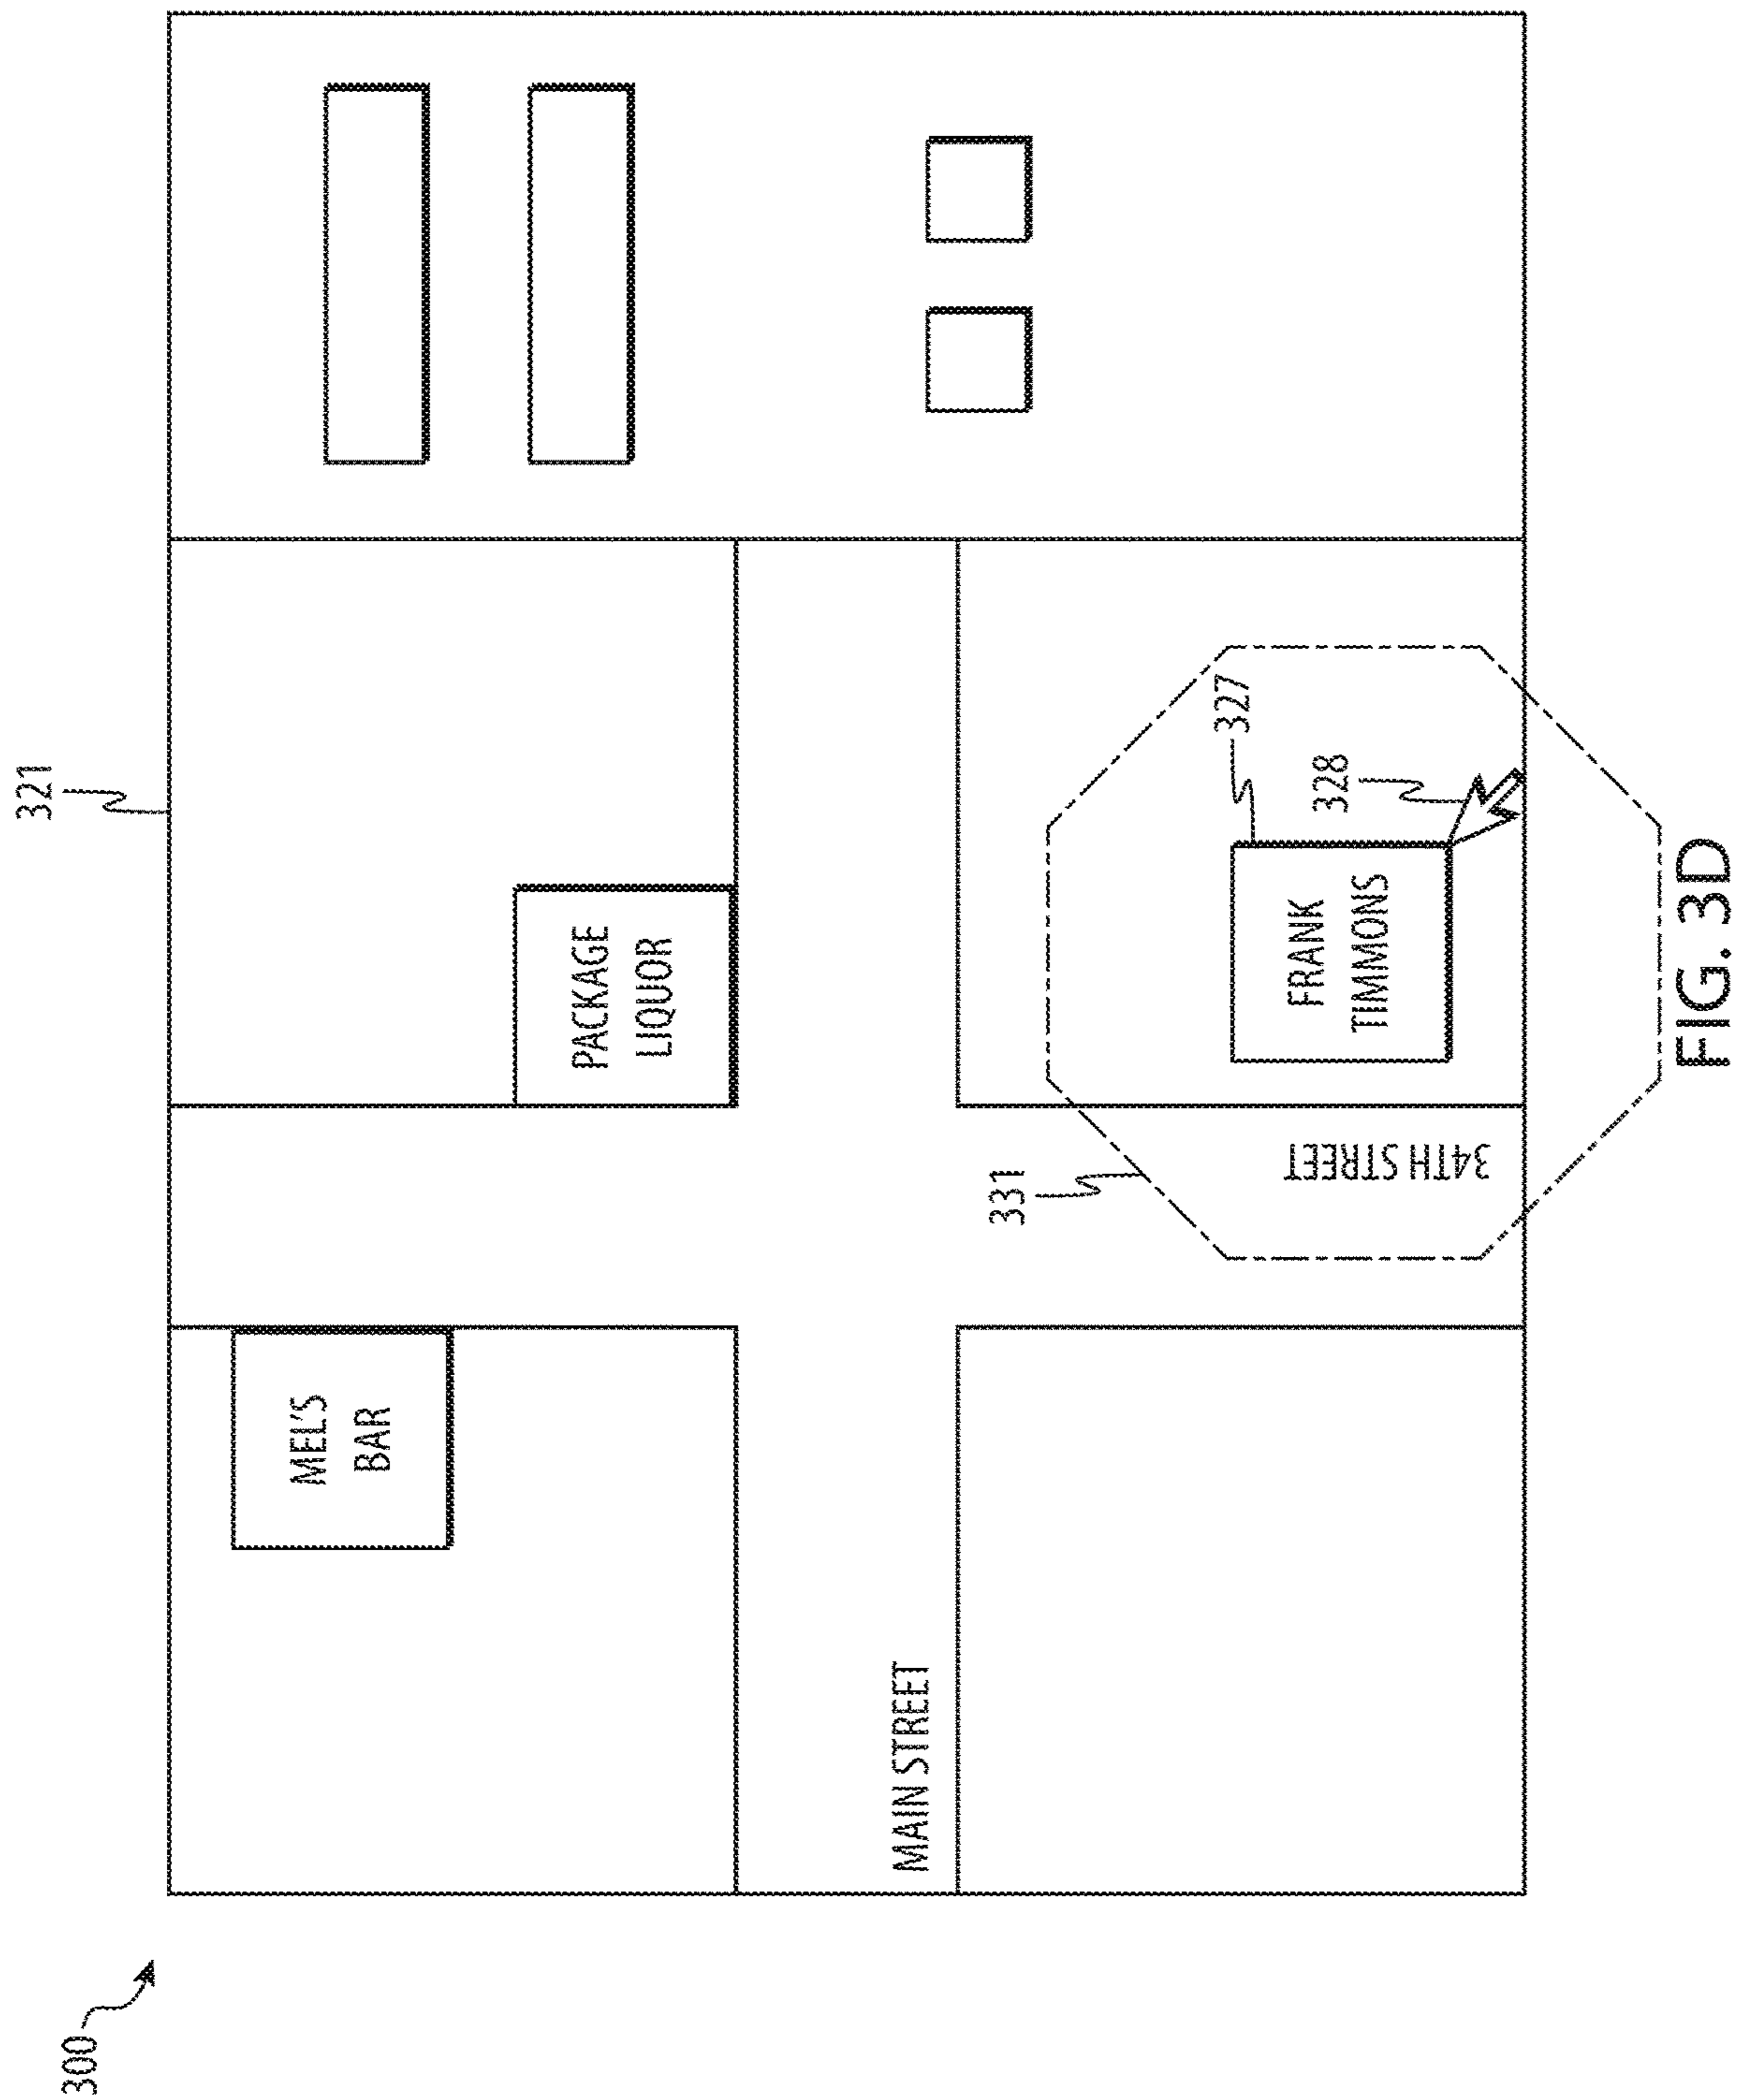 300
321
MEL'S
BAR
PACKAGE
LIQUOR
MAIN STREET
331
34TH STREET
FRANK
TIMMONS
327
328
FIG. 3D